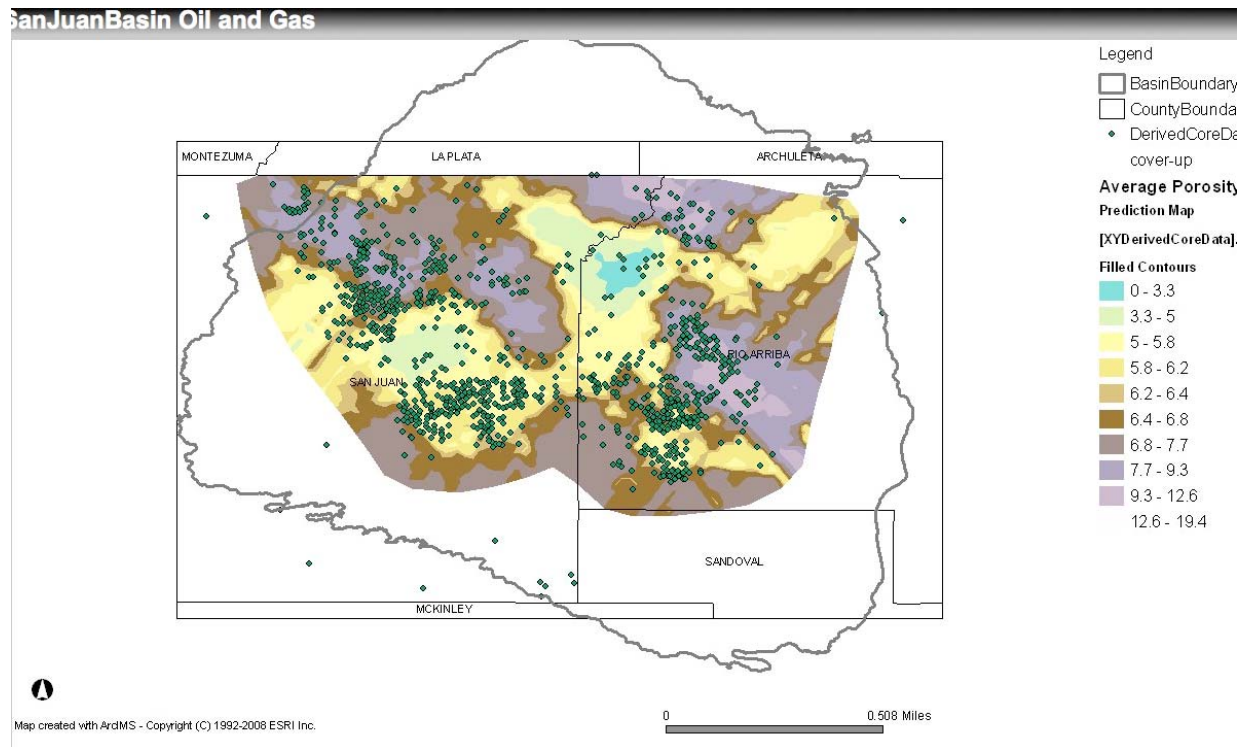 SanJuanBasin Oil and Gas
MONTEZUMA
LA PLATA
ARCHULETA
SAN JUAN
RIO ARRIBA
SANDOVAL
MCKINLEY
Legend
BasinBoundary
CountyBounda
DerivedCoreDa
cover-up
Average Porosity
Prediction Map
[XYDerivedCoreData].
Filled Contours
0 - 3.3
3.3 - 5
5 - 5.8
5.8 - 6.2
6.2 - 6.4
6.4 - 6.8
6.8 - 7.7
7.7 - 9.3
9.3 - 12.6
12.6 - 19.4
Map created with ArcIMS - Copyright (C) 1992-2008 ESRI Inc.
0 0.508 Miles